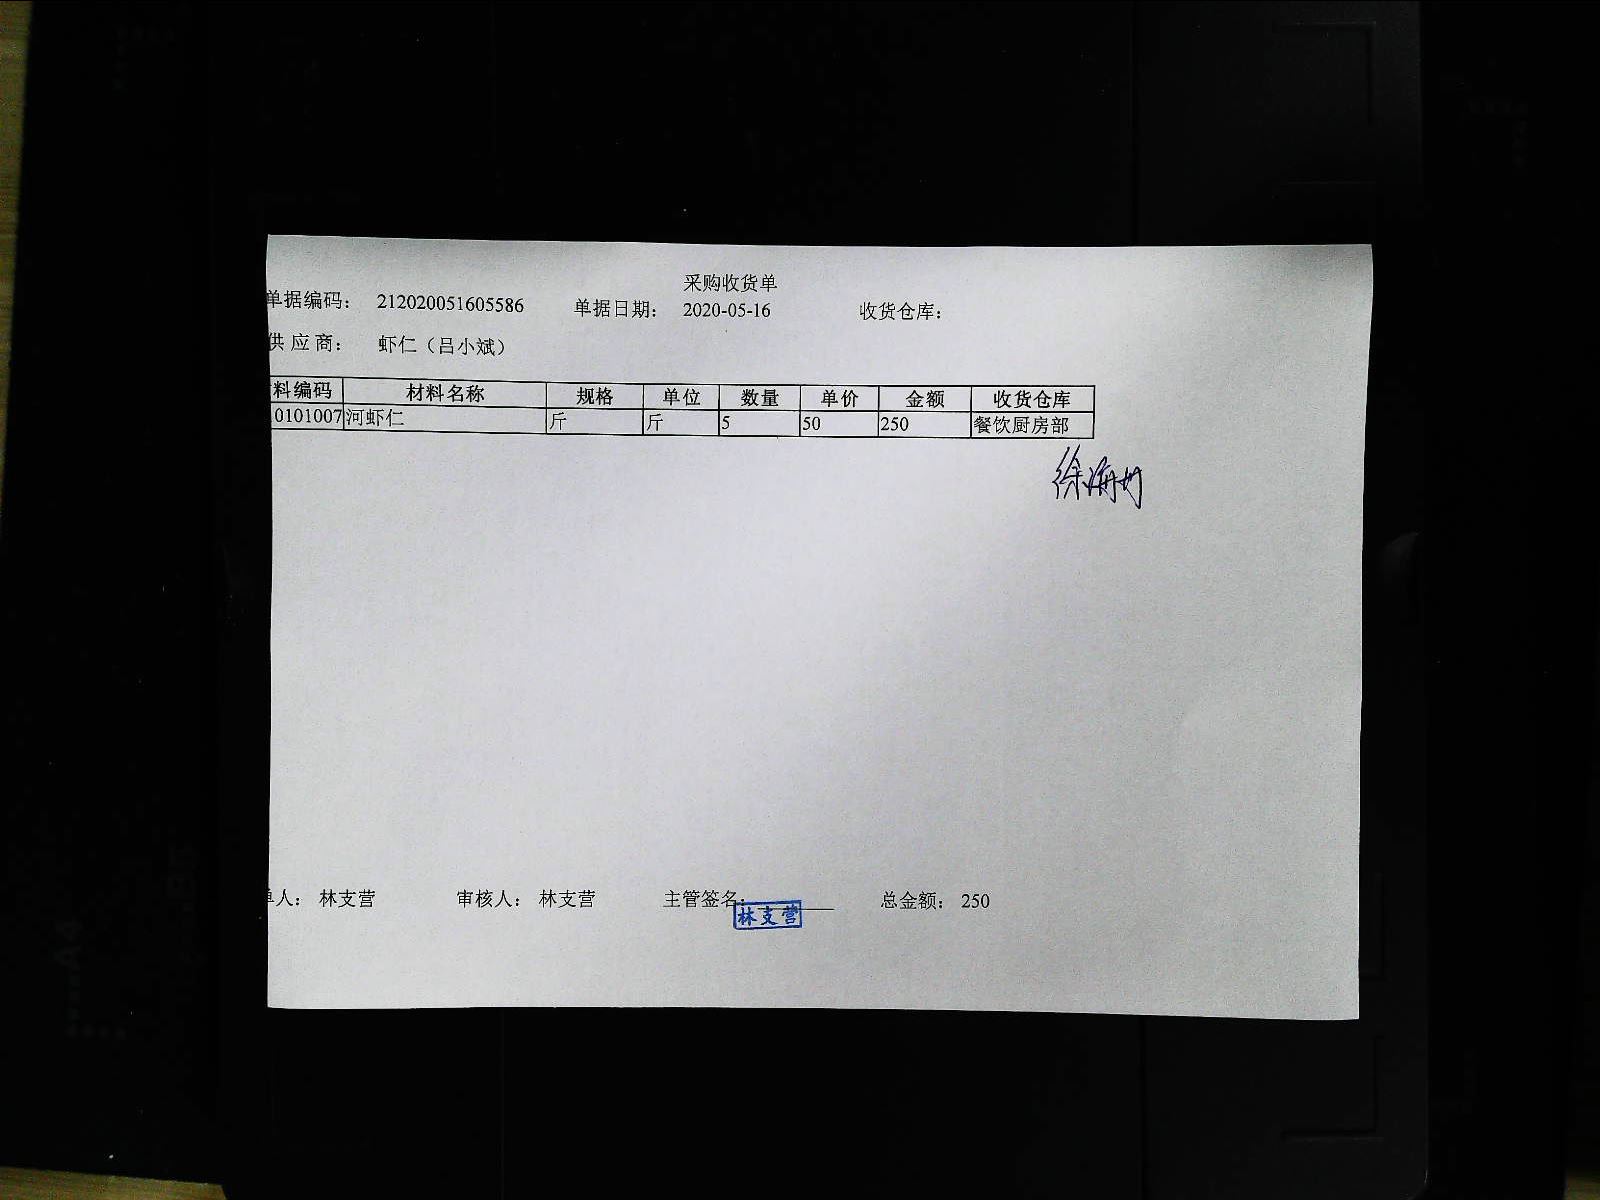 采购收货单
单据编码： 212020051605586 单据日期： 2020-05-16 收货仓库：
供应商： 虾仁（吕小斌）
料编码 材料名称 规格 单位 数量 单价 金额 收货仓库
0101007 河虾仁 斤 斤 5 50 250 餐饮厨房部
单人： 林支营 审核人： 林支营 主管签名： 总金额： 250
林支营